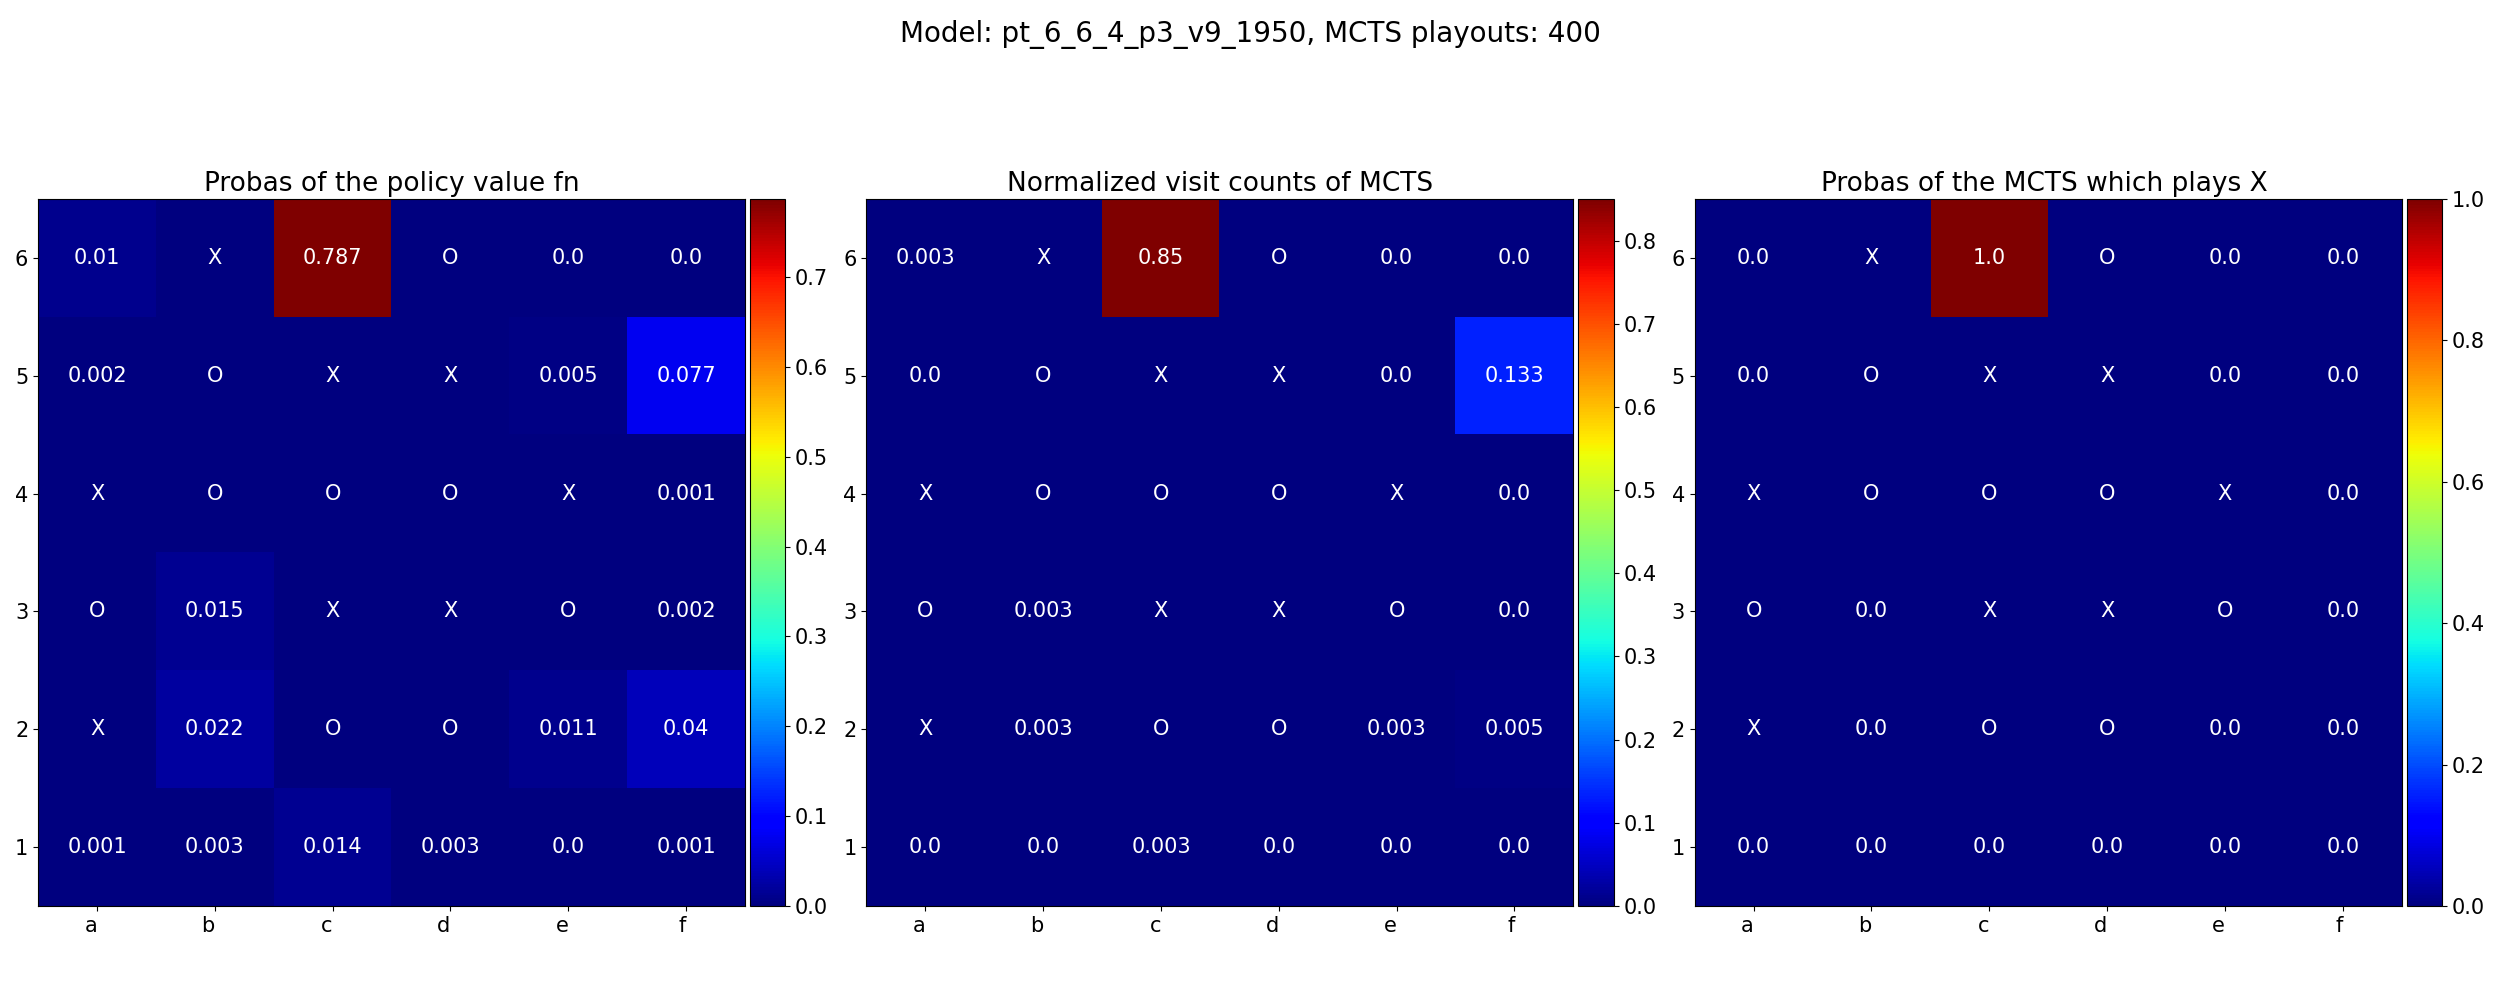 Model: pt_6_6_4_p3_v9_1950, MCTS playouts: 400
Probas of the policy value fn
6 0.01 X 0.787 O 0.0 0.0
5 0.002 O X X 0.005 0.077
4 X O O O X 0.001
3 O 0.015 X X O 0.002
2 X 0.022 O O 0.011 0.04
1 0.001 0.003 0.014 0.003 0.0 0.001
a b c d e f
0.7
0.6
0.5
0.4
0.3
0.2
0.1
0.0
Normalized visit counts of MCTS
6 0.003 X 0.85 O 0.0 0.0
5 0.0 O X X 0.0 0.133
4 X O O O X 0.0
3 O 0.003 X X O 0.0
2 X 0.003 O O 0.003 0.005
1 0.0 0.0 0.003 0.0 0.0 0.0
a b c d e f
0.8
0.7
0.6
0.5
0.4
0.3
0.2
0.1
0.0
Probas of the MCTS which plays X
6 0.0 X 1.0 O 0.0 0.0
5 0.0 O X X 0.0 0.0
4 X O O O X 0.0
3 O 0.0 X X O 0.0
2 X 0.0 O O 0.0 0.0
1 0.0 0.0 0.0 0.0 0.0 0.0
a b c d e f
1.0
0.8
0.6
0.4
0.2
0.0